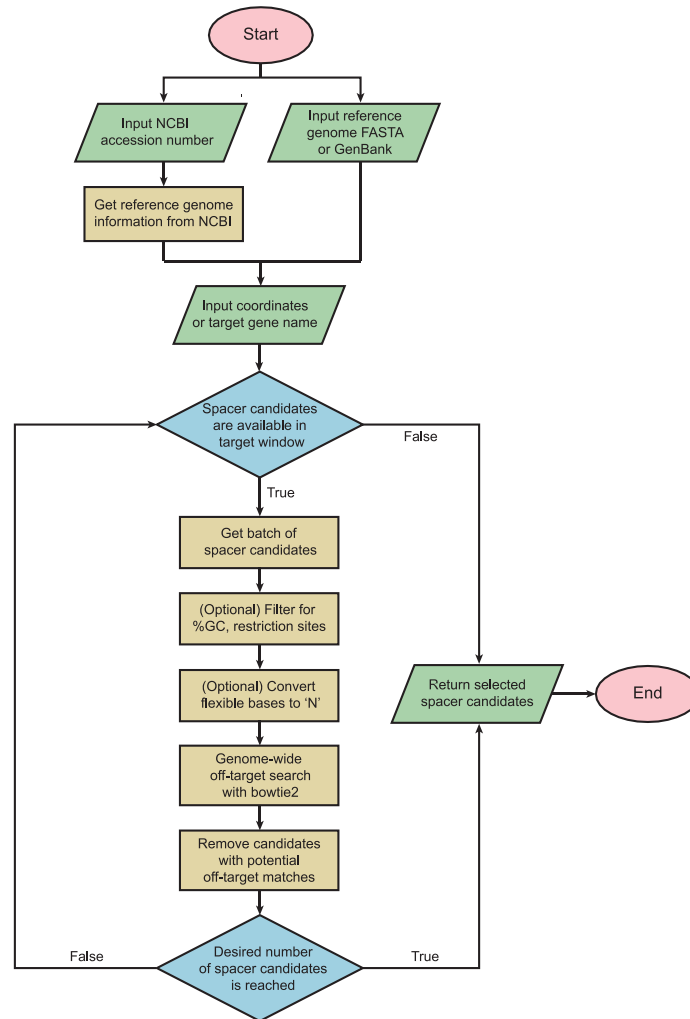 Start
Input NCBI
accession number
Input reference
genome FASTA
or GenBank
Get reference genome
information from NCBI
Input coordinates
or target gene name
Spacer candidates
are available in
target window
False
True
Get batch of
spacer candidates
(Optional) Filter for
%GC, restriction sites
(Optional) Convert
flexible bases to ‘N’
Return selected
spacer candidates
End
Genome-wide
off-target search
with bowtie2
Remove candidates
with potential
off-target matches
False
Desired number
of spacer candidates
is reached
True